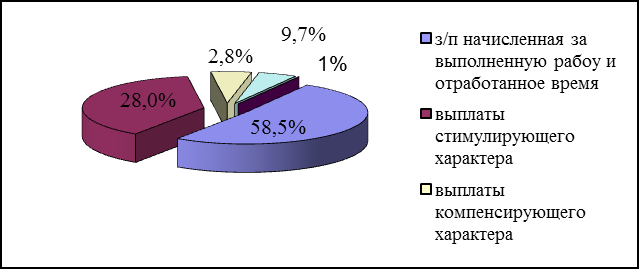 9,7%
2,8%
1%
28,0%
58,5%
з/п начисленная за
выполненную рабоу и
отработанное время
выплаты
стимулирующего
характера
выплаты
компенсирующего
характера